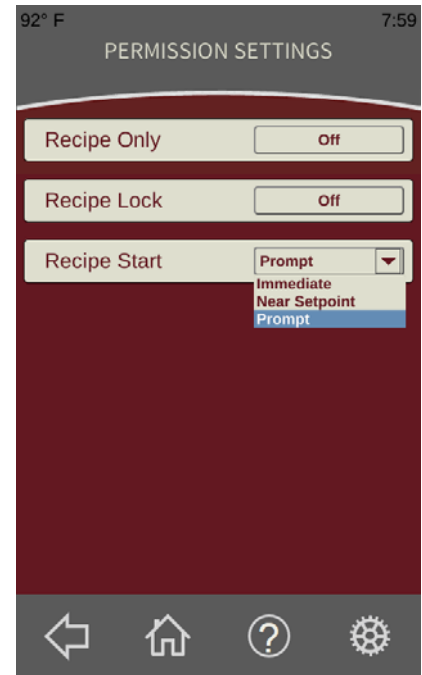 92° F 7:59
PERMISSION SETTINGS
Recipe Only Off
Recipe Lock Off
Recipe Start Prompt
Immediate
Near Setpoint
Prompt
?